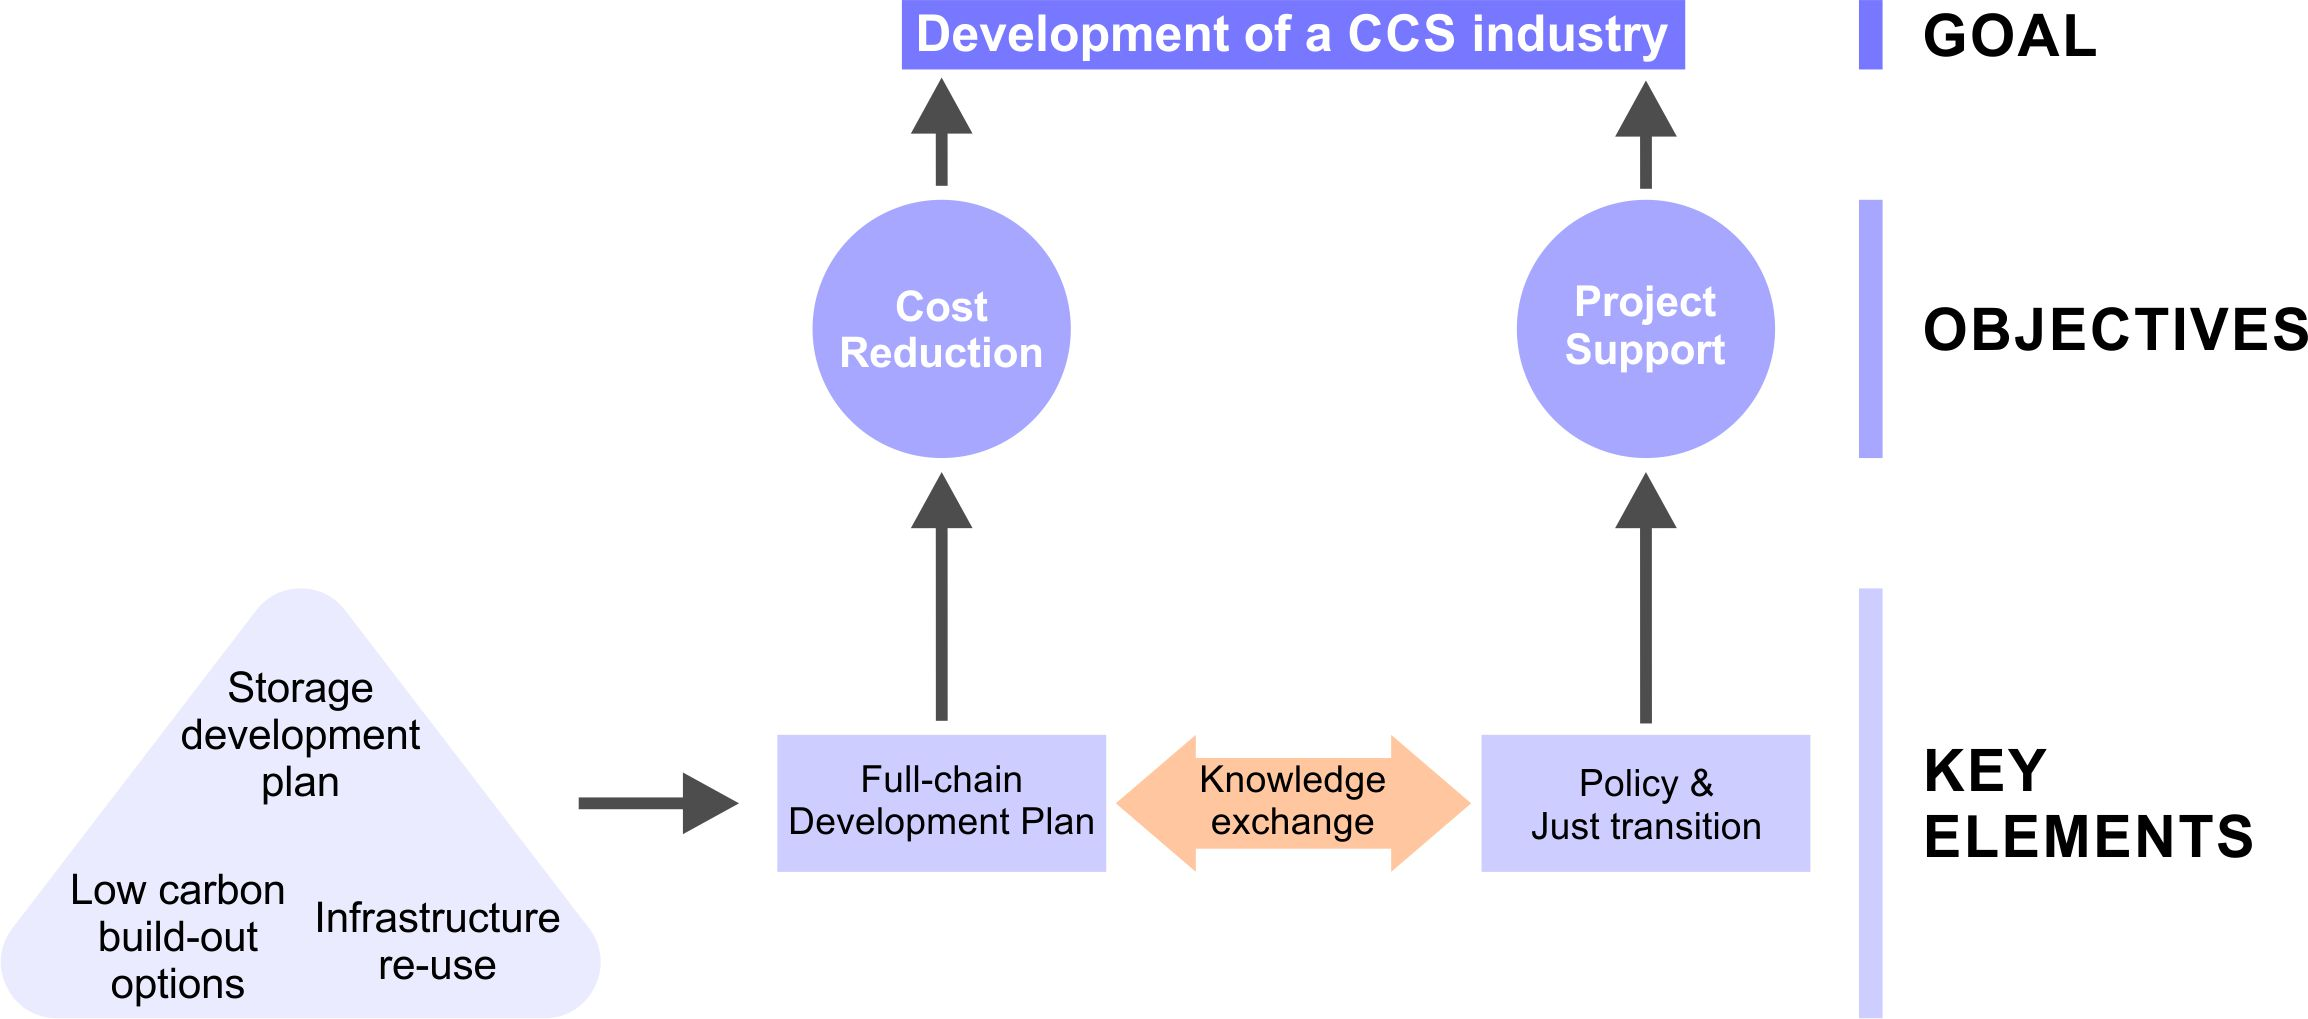 Development of a CCS industry
GOAL
Cost
Reduction
Project
Support
OBJECTIVES
Storage
development
plan
Low carbon
build-out
options
Infrastructure
re-use
Full-chain
Development Plan
Knowledge
exchange
Policy &
Just transition
KEY
ELEMENTS